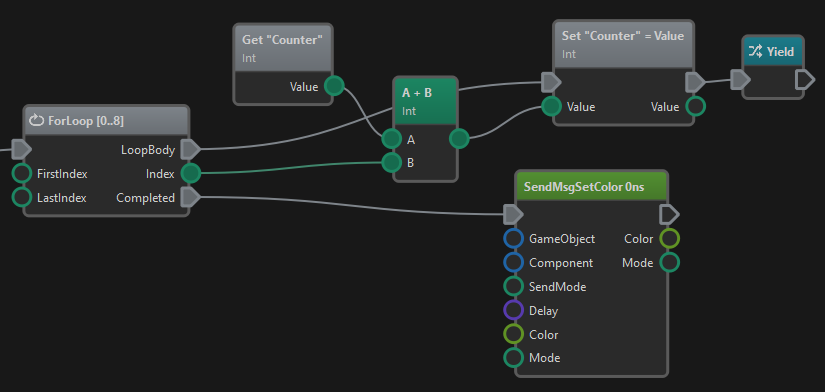 Get "Counter"
Int
Value
ForLoop [0..8]
LoopBody
FirstIndex
Index
LastIndex
Completed
A + B
Int
A
B
Set "Counter" = Value
Int
Value
Value
Yield
SendMsgSetColor 0ns
GameObject
Color
Component
Mode
SendMode
Delay
Color
Mode